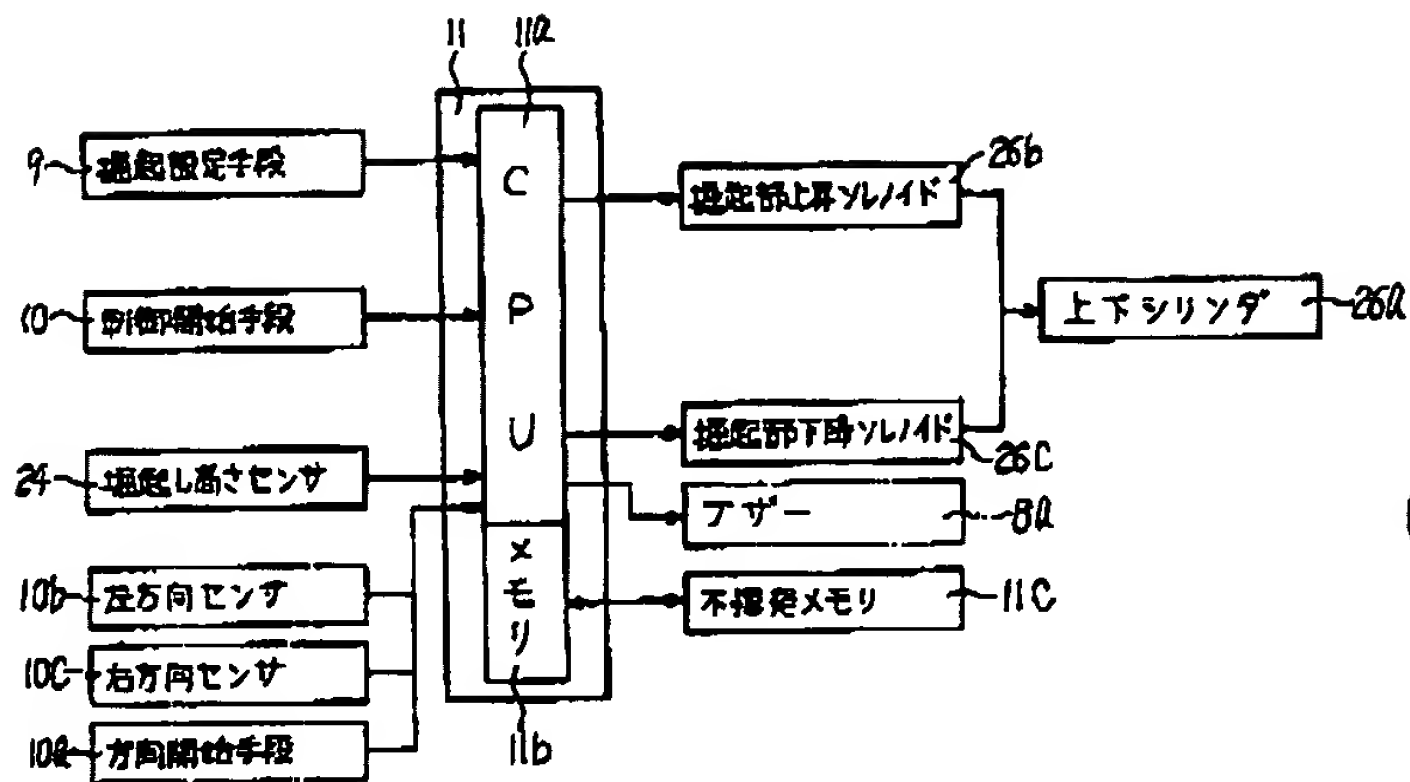 11
11a
9
掘起設定手段
26b
掘起部上昇ソレノイド
C
P
U
10
制御開始手段
上下シリンダ
26a
掘起部下降ソレノイド
26C
24
掘起し高さセンサ
ブザー
8a
メモリ
10b
左方向センサ
不揮発メモリ
11C
10C
右方向センサ
10a
方向開始手段
11b